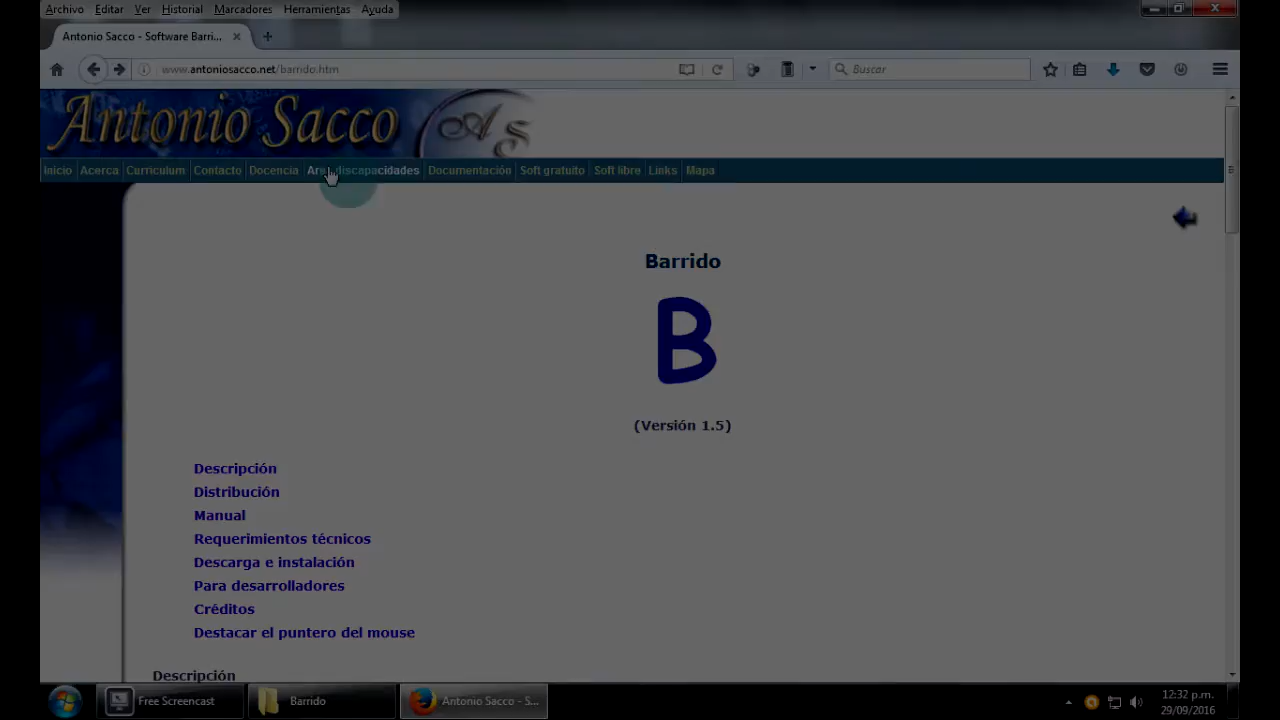 Archivo Editar Ver Historial Marcadores Herramientas Ayuda
Antonio Sacco - Software Barri...
www.antoniosacco.net/barrido.htm
Buscar
Antonio Sacco
AS
Inicio Acerca Curriculum Contacto Docencia discapacidades Documentación Soft gratuito Soft libre Links Mapa
Barrido
B
(Versión 1.5)
Descripción
Distribución
Manual
Requerimientos técnicos
Descarga e instalación
Para desarrolladores
Créditos
Destacar el puntero del mouse
Descripción
Free Screencast
Barrido
Antonio Sacco - S...
12:32 p.m.
29/09/2016